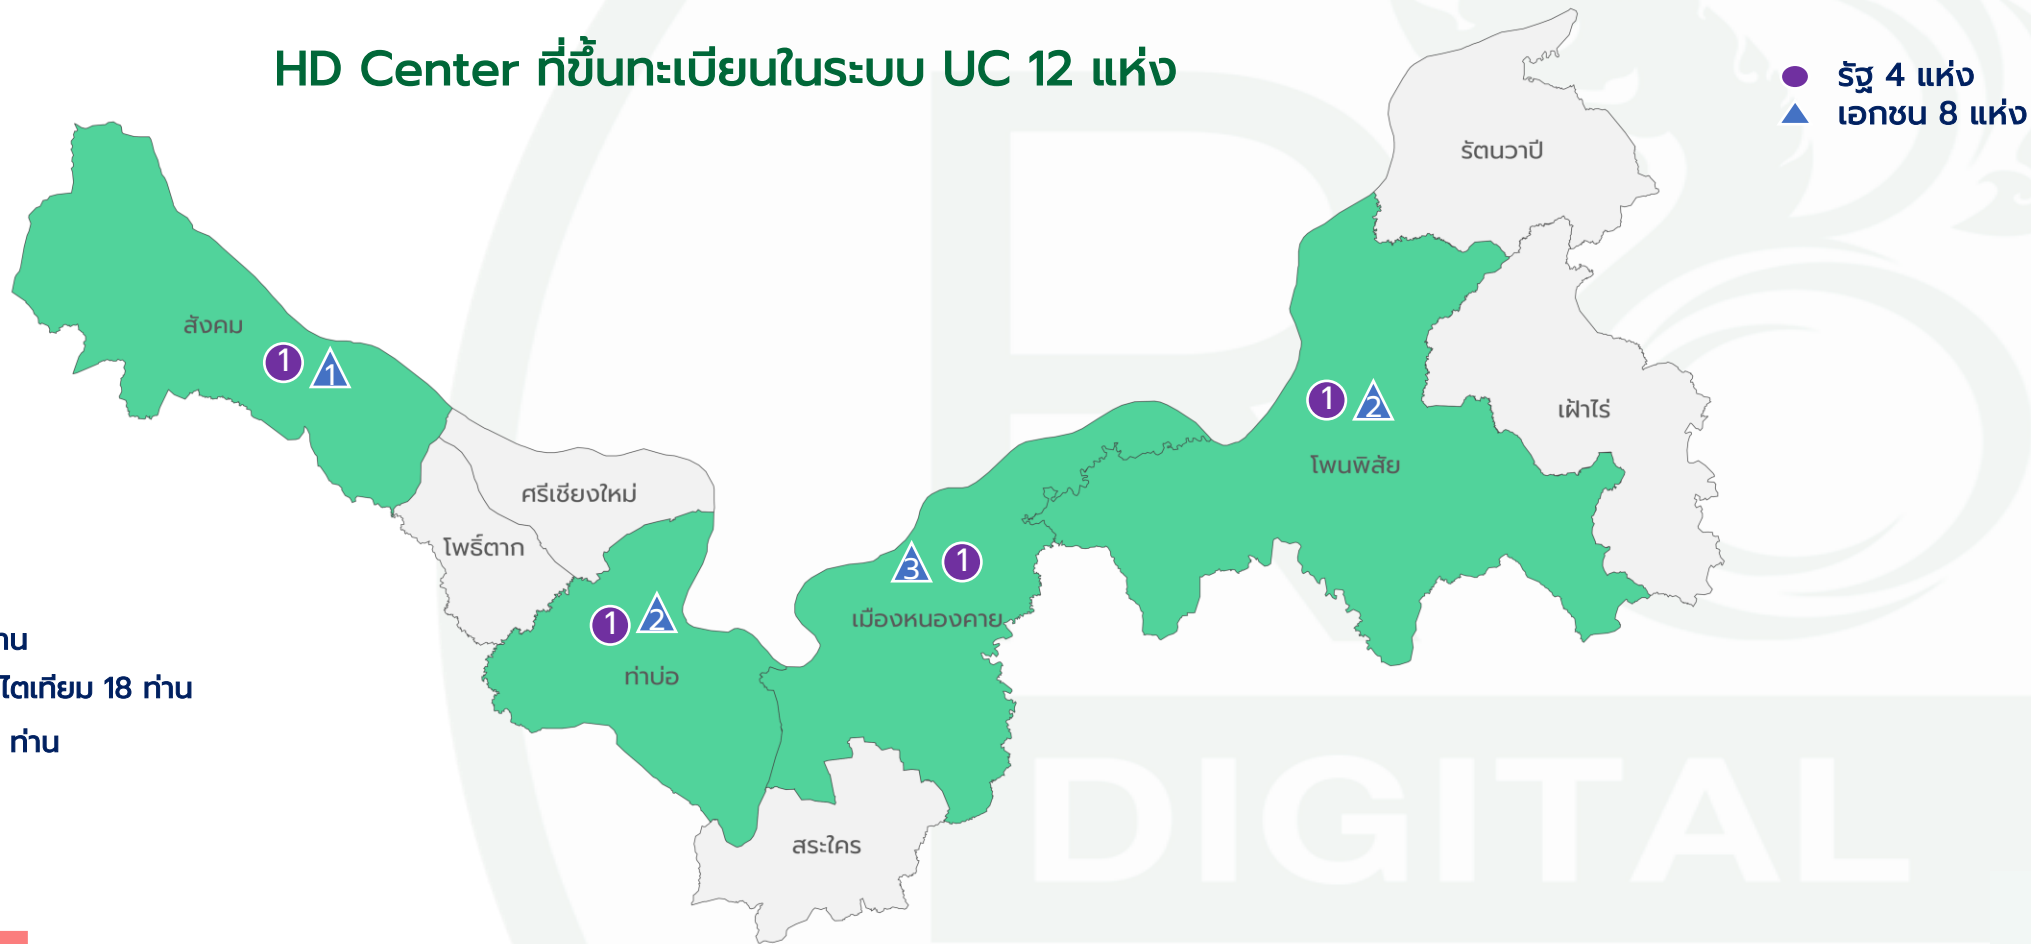 HD Center ที่ขึ้นทะเบียนในระบบ UC 12 แห่ง
รัฐ 4 แห่ง
เอกชน 8 แห่ง
รัตนวาปี
สังคม
1
1
1
2
เฝ้าไร่
โพนพิสัย
ศรีเชียงใหม่
โพธิ์ตาก
3
1
เมืองหนองคาย
1
2
ท่าบ่อ
ไตเทียม 18 ท่าน
ท่าน
สระใคร
DIGITAL